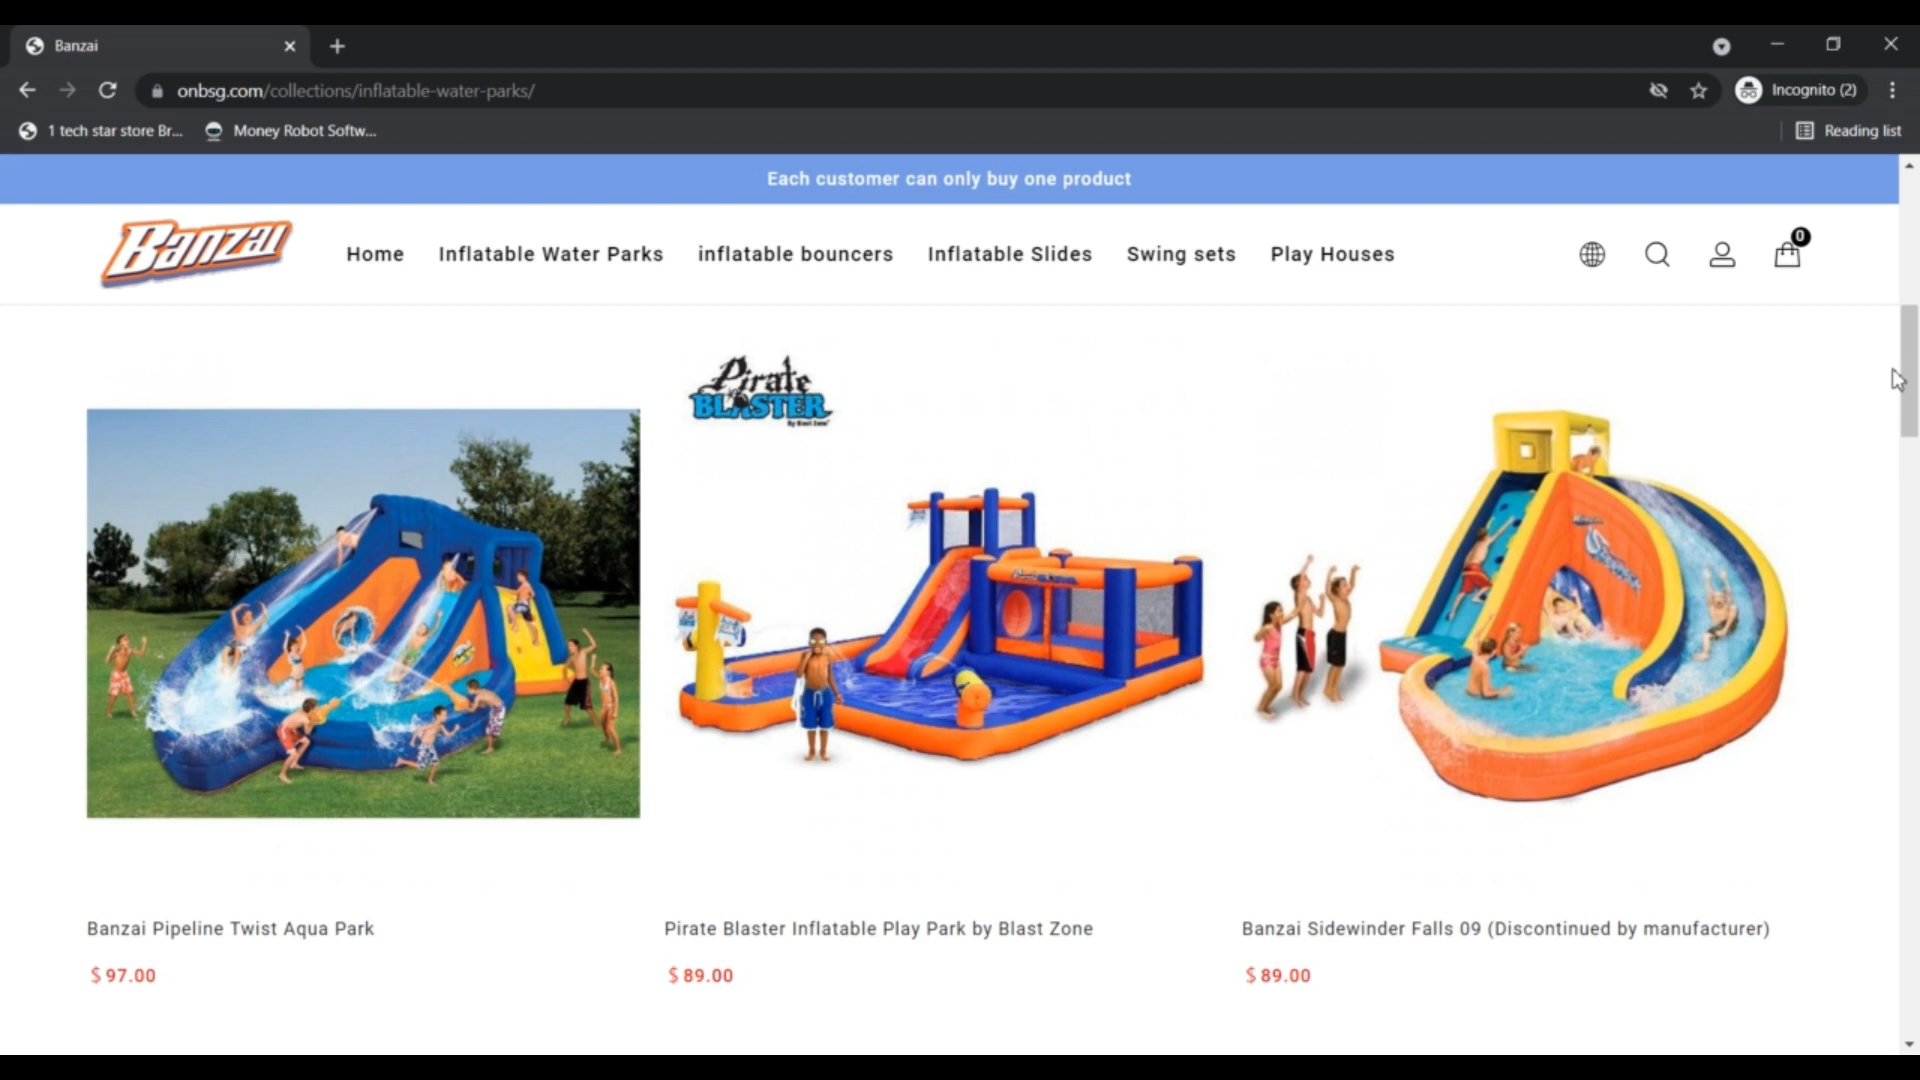 Banzai
onbsg.com/collections/inflatable-water-parks/
Incognito (2)
1 tech star store Br...
Money Robot Softw...
Reading list
Each customer can only buy one product
Banzai
Home
Inflatable Water Parks
inflatable bouncers
Inflatable Slides
Swing sets
Play Houses
0
Pirate
BLASTER
By Blast Zone
Banzai Pipeline Twist Aqua Park
Pirate Blaster Inflatable Play Park by Blast Zone
Banzai Sidewinder Falls 09 (Discontinued by manufacturer)
$ 97.00
$ 89.00
$ 89.00